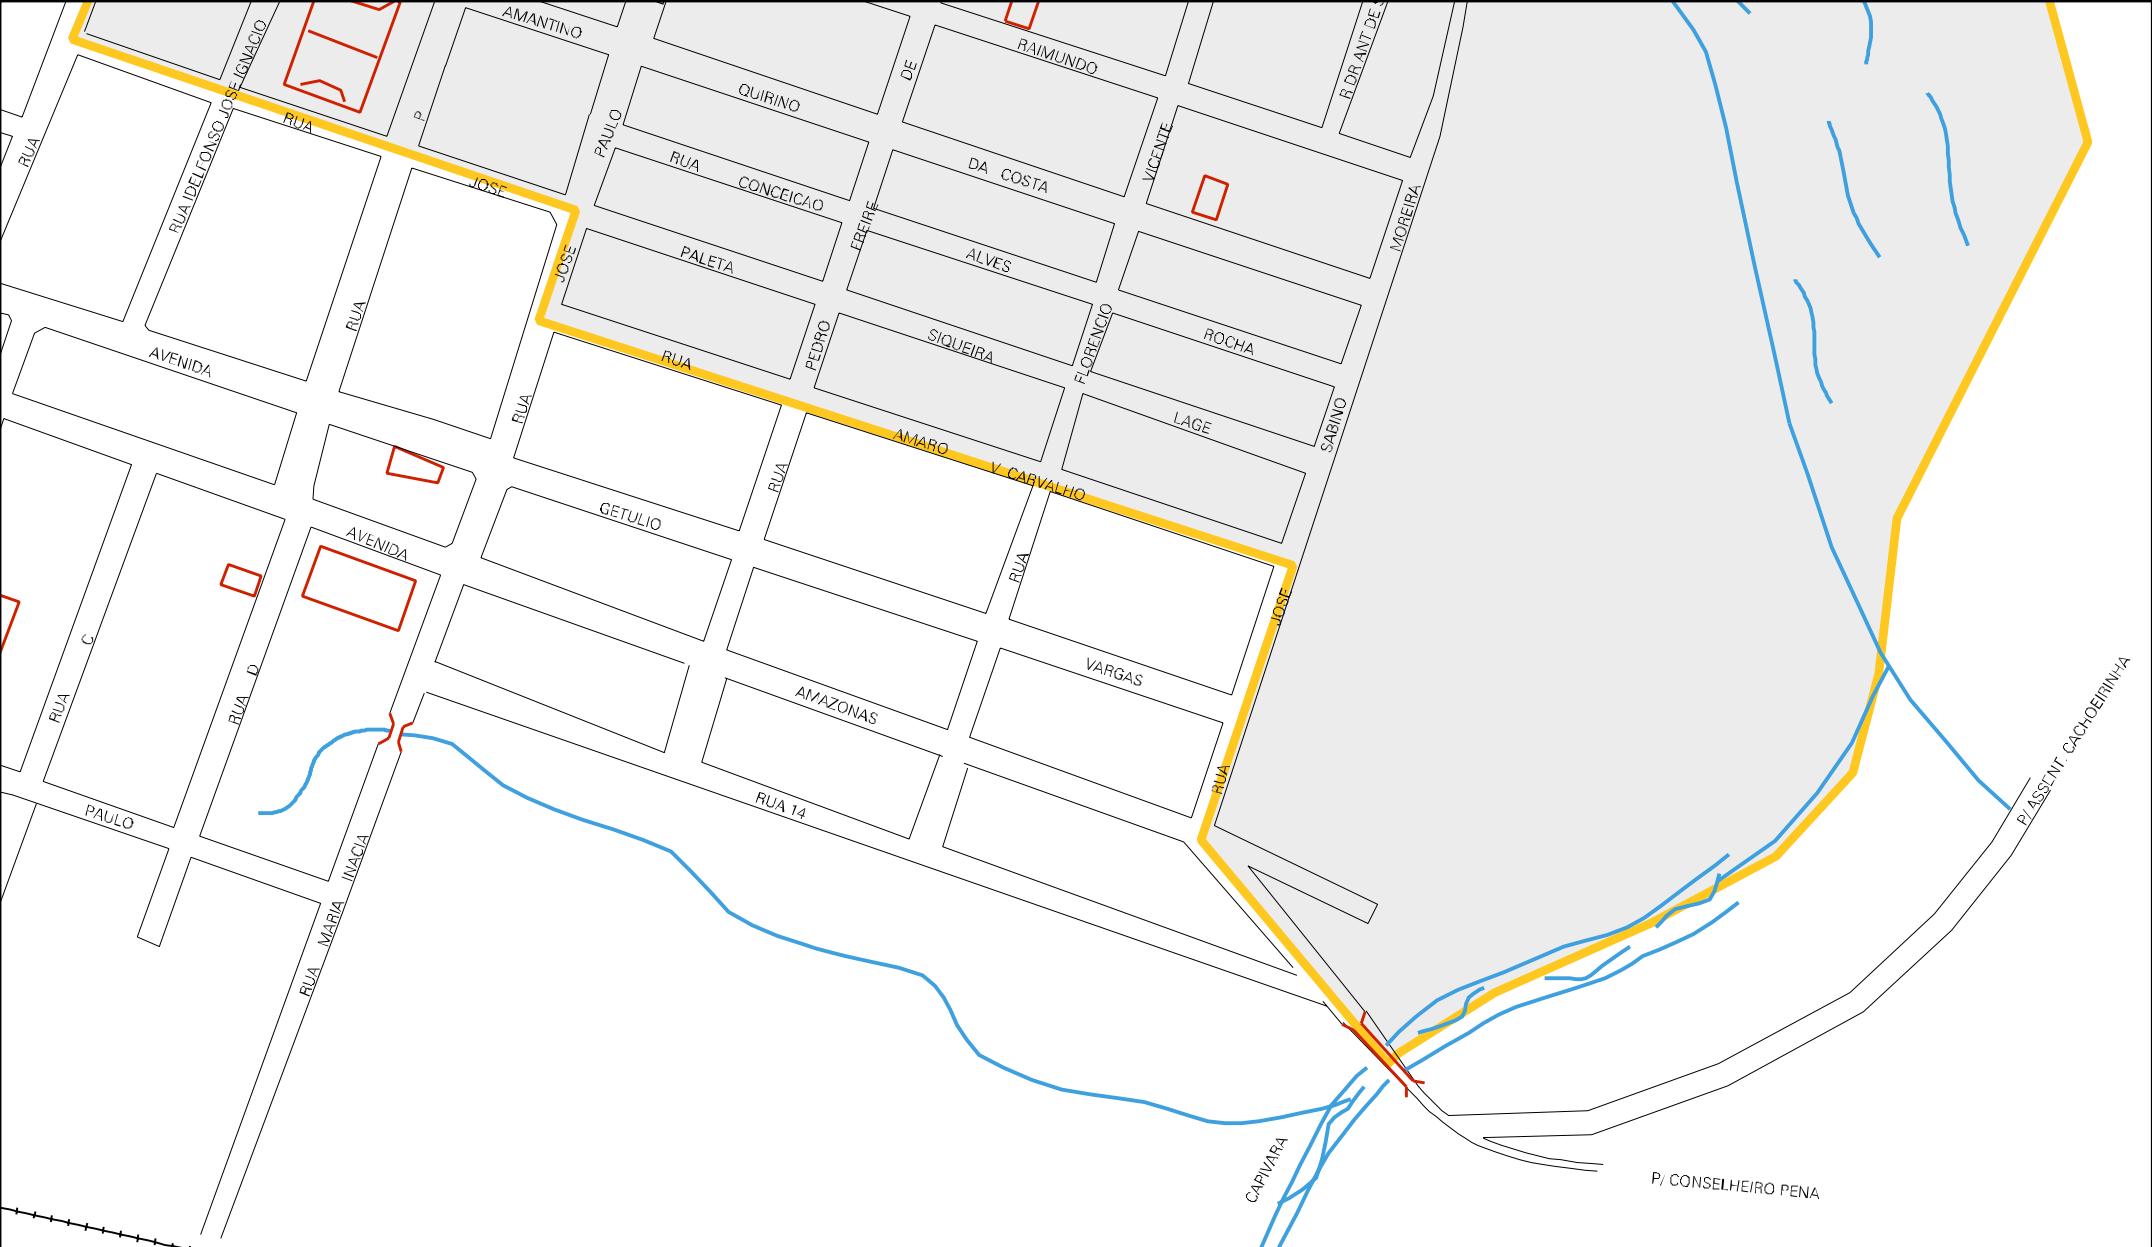 AMANTINO
RAIMUNDO
R DR ANT DE S
RUA IDELFONSO JOSE IGNACIO
QUIRINO
DE
P.
RUA
RUA
JOSE
PAULO
RUA CONCEICAO
DA COSTA
VICENTE
MOREIRA
FREIRE
PALETA
ALVES
JOSE
RUA
AVENIDA
PEDRO
SIQUEIRA
FLORENCIO
ROCHA
RUA
RUA
AMARO
V. CARVALHO
LAGE
SABINO
RUA
GETULIO
AVENIDA
RUA
JOSE
C
RUA
D
RUA
VARGAS
AMAZONAS
RUA
RUA 14
PAULO
INACIA
MARIA
RUA
P/ ASSENT. CACHOEIRINHA
CAPIVARA
P/ CONSELHEIRO PENA